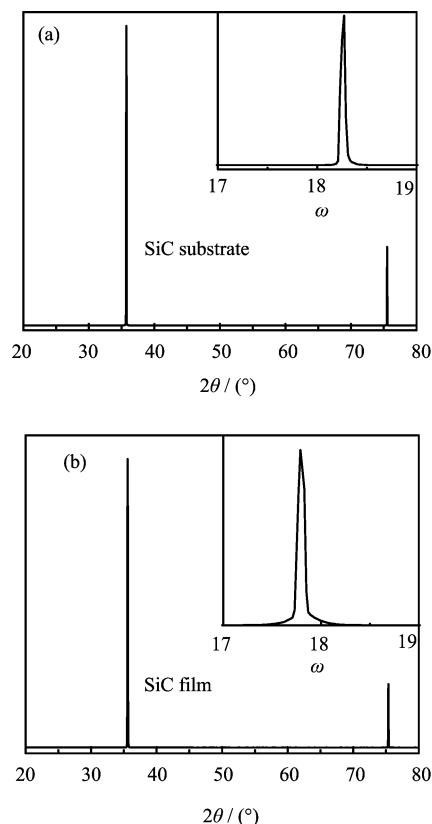 (a)
17 18 19
ω
SiC substrate
20 30 40 50 60 70 80
2θ / (°)
(b)
17 18 19
ω
SiC film
20 30 40 50 60 70 80
2θ / (°)